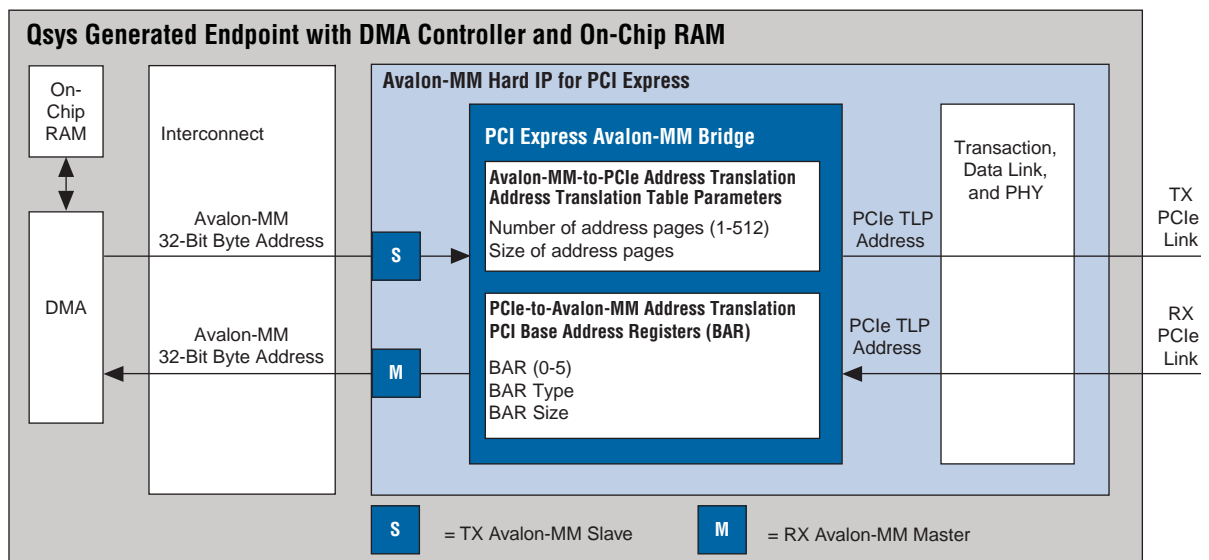 Qsys Generated Endpoint with DMA Controller and On-Chip RAM
On-
Chip
RAM
DMA
Interconnect
Avalon-MM
32-Bit Byte Address
Avalon-MM
32-Bit Byte Address
Avalon-MM Hard IP for PCI Express
S
M
PCI Express Avalon-MM Bridge
Avalon-MM-to-PCIe Address Translation
Address Translation Table Parameters
Number of address pages (1-512)
Size of address pages
PCIe-to-Avalon-MM Address Translation
PCI Base Address Registers (BAR)
BAR (0-5)
BAR Type
BAR Size
PCIe TLP
Address
PCIe TLP
Address
Transaction,
Data Link,
and PHY
TX
PCIe
Link
RX
PCIe
Link
S = TX Avalon-MM Slave
M = RX Avalon-MM Master